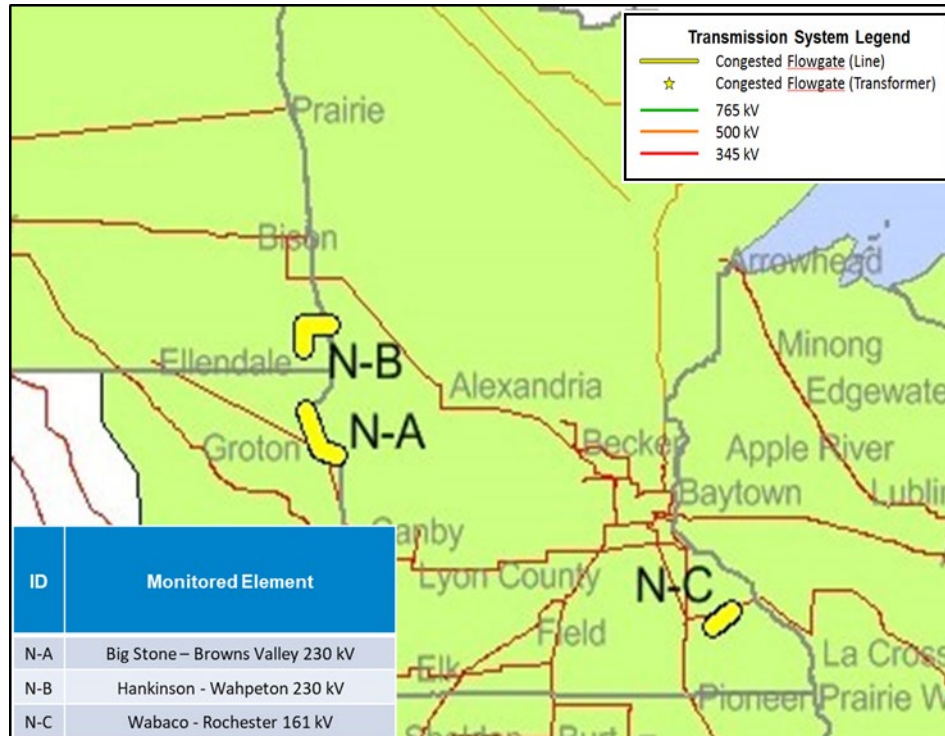 Transmission System Legend
Congested Flowgate (Line)
Congested Flowgate (Transformer)
765 kV
500 kV
345 kV
Prairie
Bison
Arrowhead
Minong
Edgewate
Ellendale
N-B
Alexandria
N-A
Groton
Becker
Apple River
Baytown
Lublin
Canby
Lyon County
N-C
Field
Elk
La Cross
Pioneer Prairie W
ID
Monitored Element
N-A
Big Stone – Browns Valley 230 kV
N-B
Hankinson - Wahpeton 230 kV
N-C
Wabaco - Rochester 161 kV